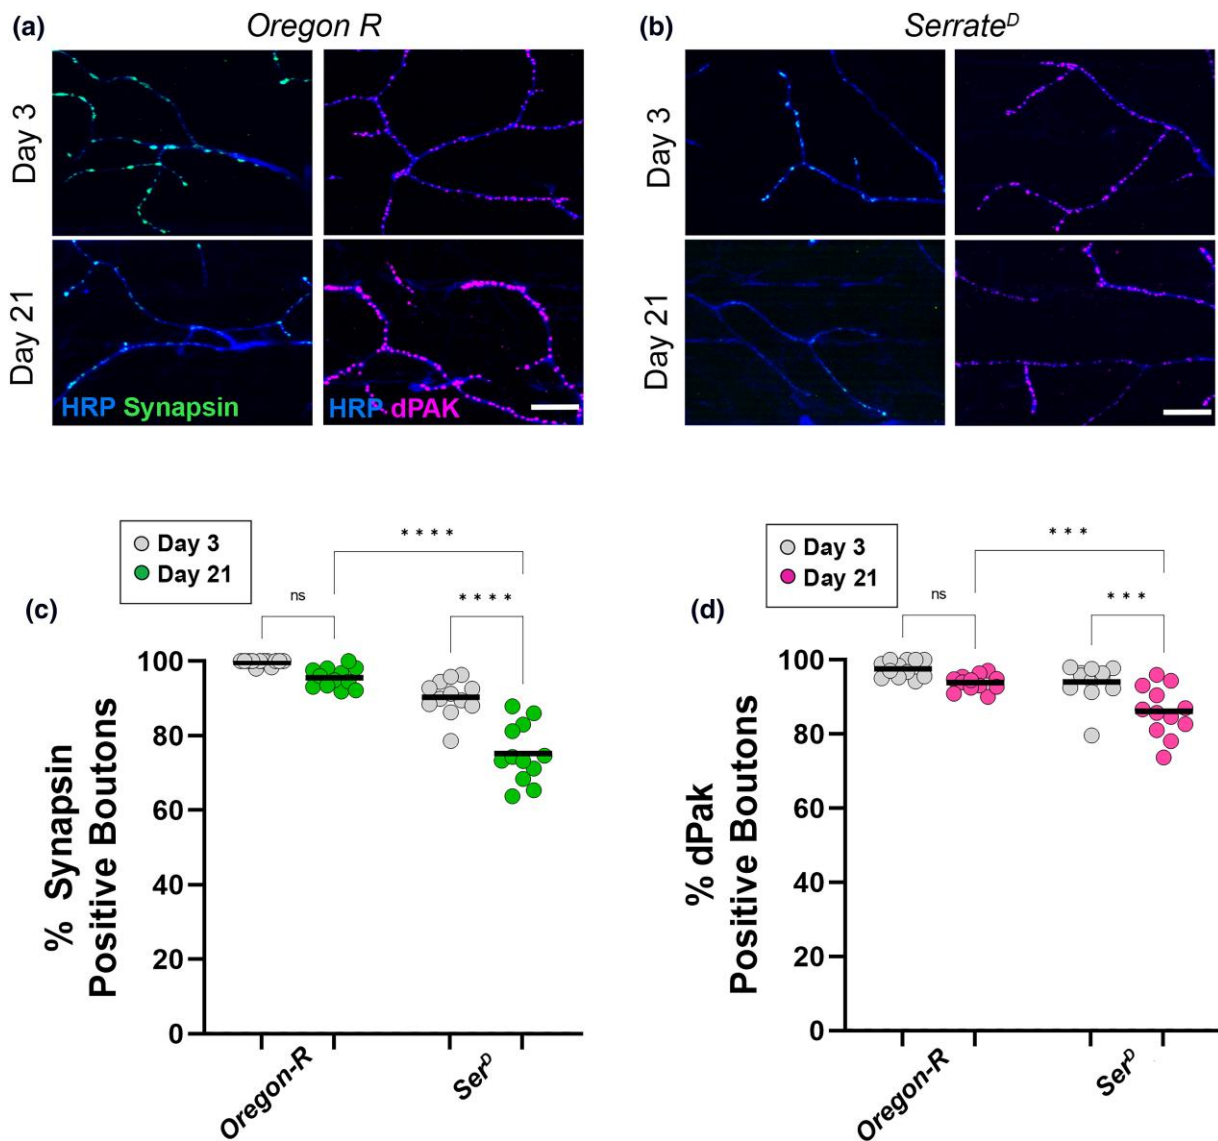 (a) Oregon R
(b) Serrate^D
Day 3
Day 21
HRP Synapsin
HRP dPAK
Day 3
Day 21
(c)
Day 3
Day 21
ns
* * * *
* * * *
% Synapsin
Positive Boutons
100
80
60
40
20
0
Oregon-R
Ser^D
(d)
Day 3
Day 21
ns
* * *
* * *
% dPak
Positive Boutons
100
80
60
40
20
0
Oregon-R
Ser^D